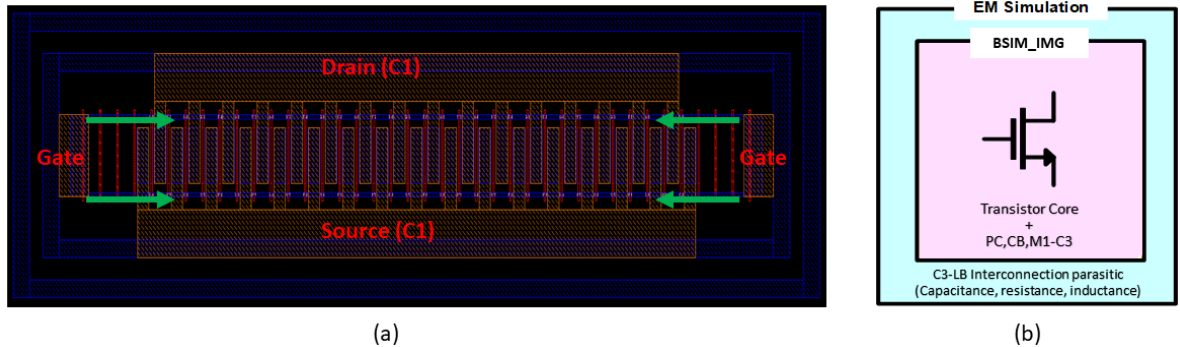 Drain (C1)
Gate
Gate
Source (C1)
(a)
EM Simulation
BSIM_IMG
Transistor Core
+
PC,CB,M1-C3
C3-LB Interconnection parasitic
(Capacitance, resistance, inductance)
(b)